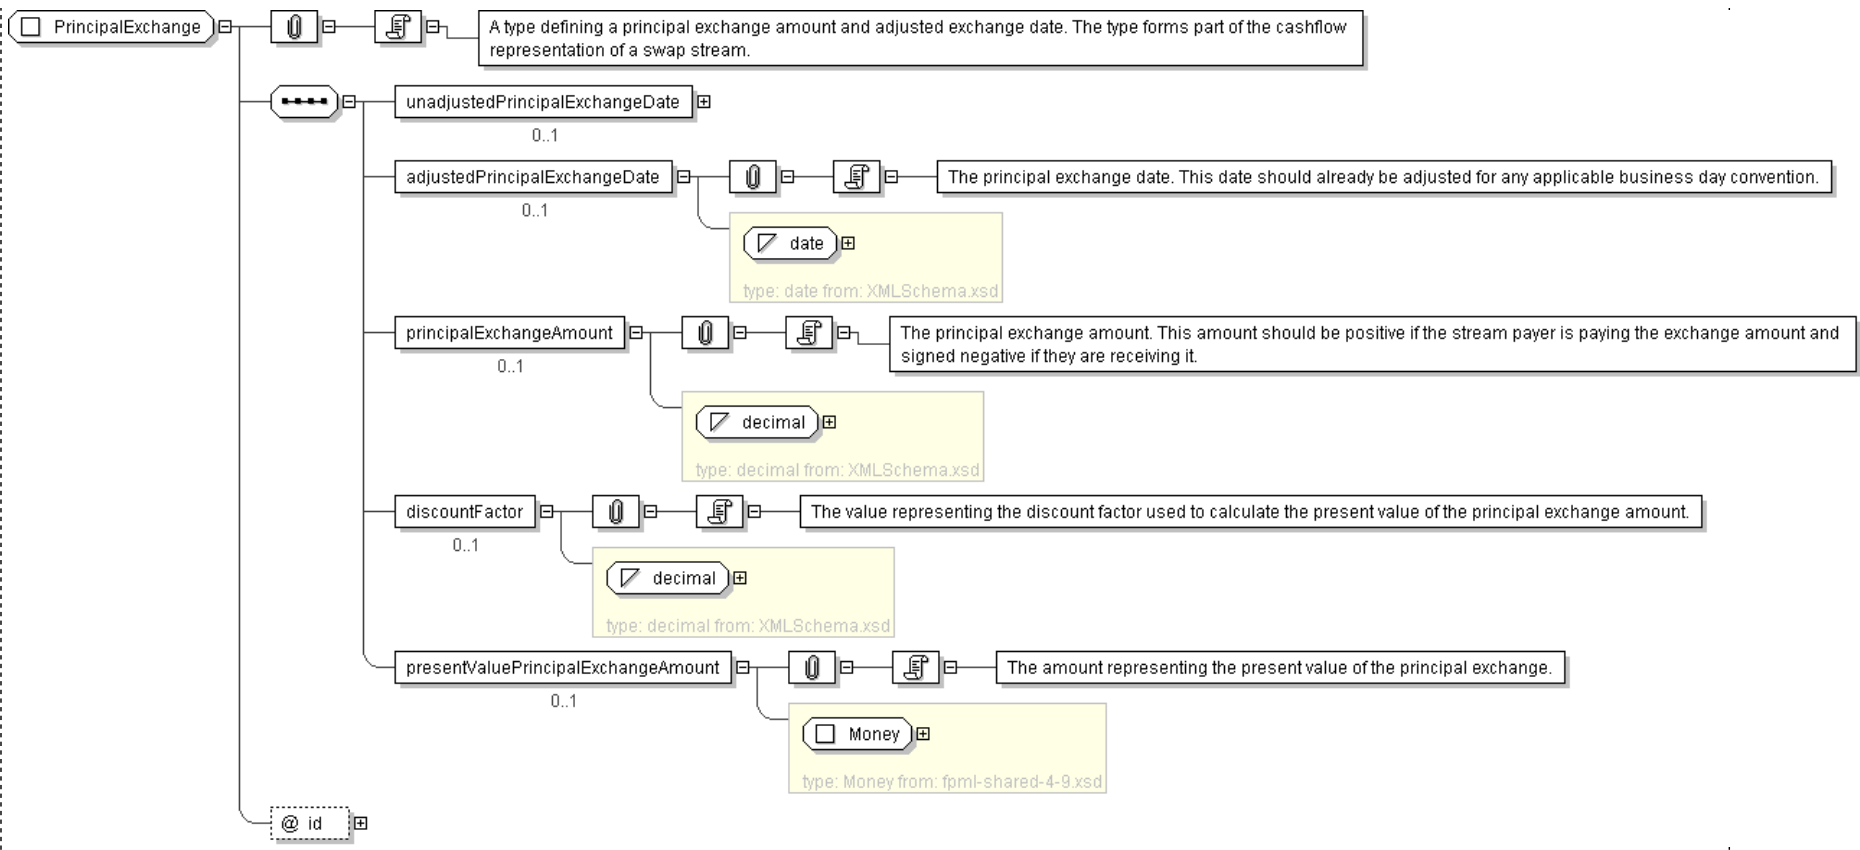 PrincipalExchange
A type defining a principal exchange amount and adjusted exchange date. The type forms part of the cashflow
representation of a swap stream.
unadjustedPrincipalExchangeDate
0..1
adjustedPrincipalExchangeDate
The principal exchange date. This date should already be adjusted for any applicable business day convention.
0..1
date
type: date from: XMLSchema.xsd
principalExchangeAmount
The principal exchange amount. This amount should be positive if the stream payer is paying the exchange amount and
signed negative if they are receiving it.
0..1
decimal
type: decimal from: XMLSchema.xsd
discountFactor
The value representing the discount factor used to calculate the present value of the principal exchange amount.
0..1
decimal
type: decimal from: XMLSchema.xsd
presentValuePrincipalExchangeAmount
The amount representing the present value of the principal exchange.
0..1
Money
type: Money from: fpml-shared-4-9.xsd
@ id